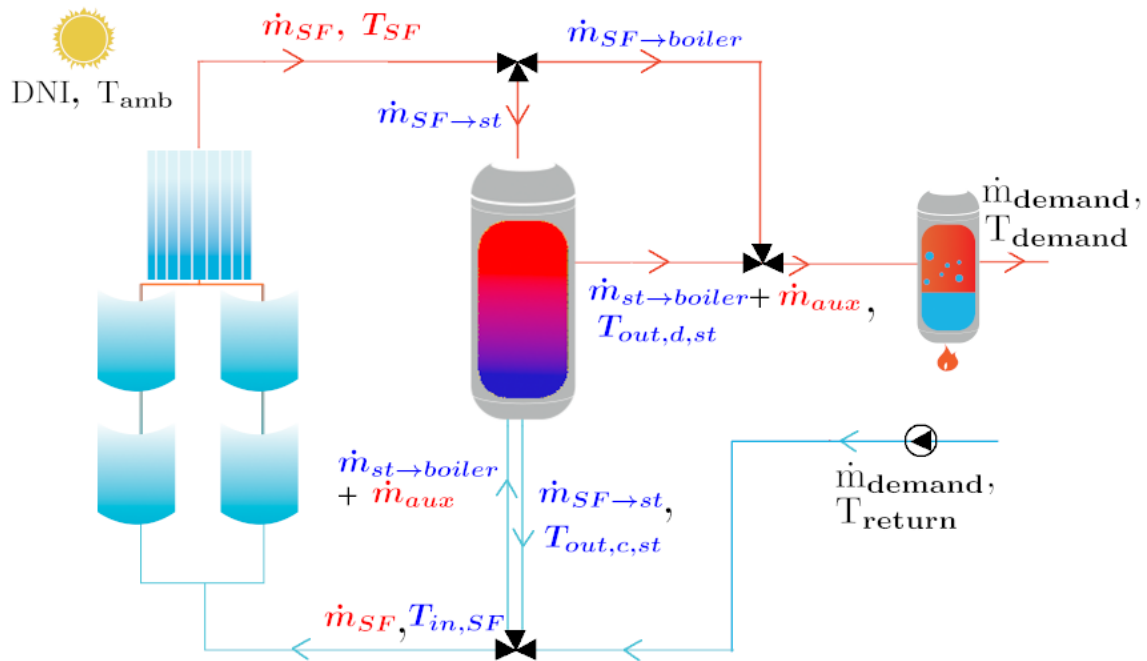 ṁ_SF, T_SF
ṁ_SF→boiler
DNI, T_amb
ṁ_SF→st
ṁ_demand,
T_demand
ṁ_st→boiler + ṁ_aux,
T_out,d,st
ṁ_st→boiler
+ ṁ_aux
ṁ_SF→st,
T_out,c,st
ṁ_demand,
T_return
ṁ_SF, T_in,SF